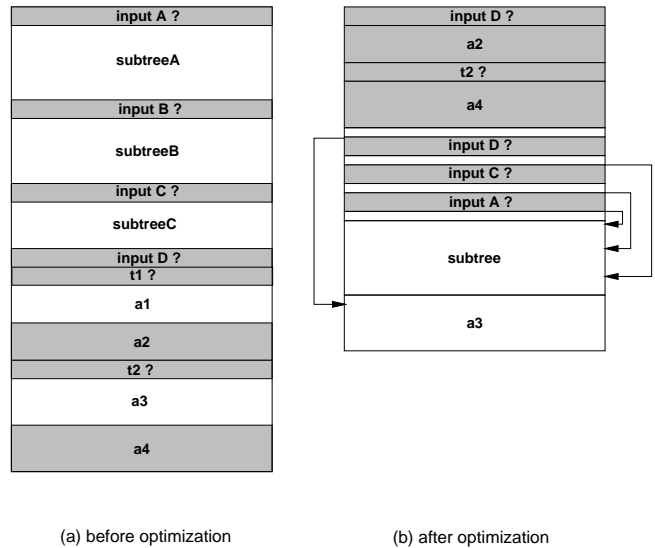 input A ?
subtreeA
input B ?
subtreeB
input C ?
subtreeC
input D ?
t1 ?
a1
a2
t2 ?
a3
a4
(a) before optimization
input D ?
a2
t2 ?
a4
input D ?
input C ?
input A ?
subtree
a3
(b) after optimization